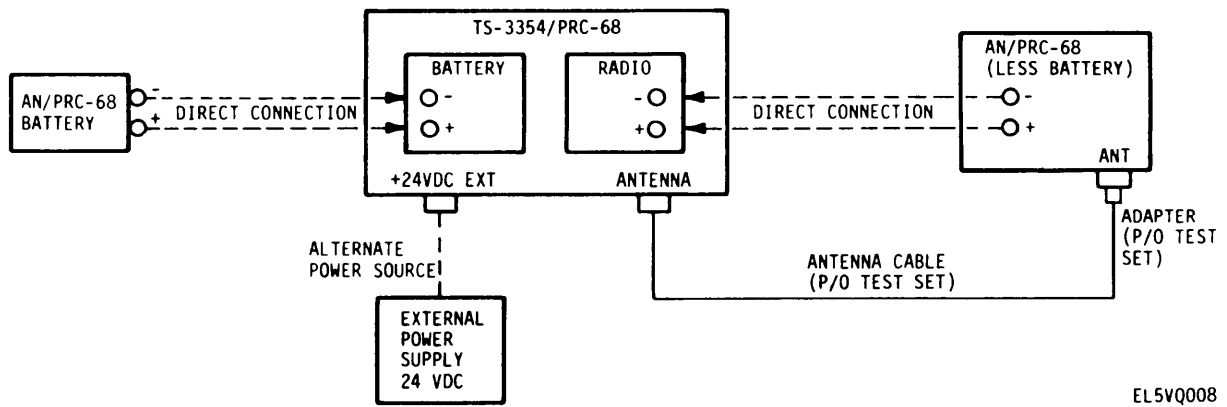 TS-3354/PRC-68
BATTERY
-
+
RADIO
-
+
AN/PRC-68
BATTERY
-
+
DIRECT CONNECTION
DIRECT CONNECTION
AN/PRC-68
(LESS BATTERY)
-
+
ANT
+24VDC EXT
ANTENNA
ALTERNATE
POWER SOURCE
EXTERNAL
POWER
SUPPLY
24 VDC
ANTENNA CABLE
(P/O TEST SET)
ADAPTER
(P/O TEST
SET)
EL5VQ008